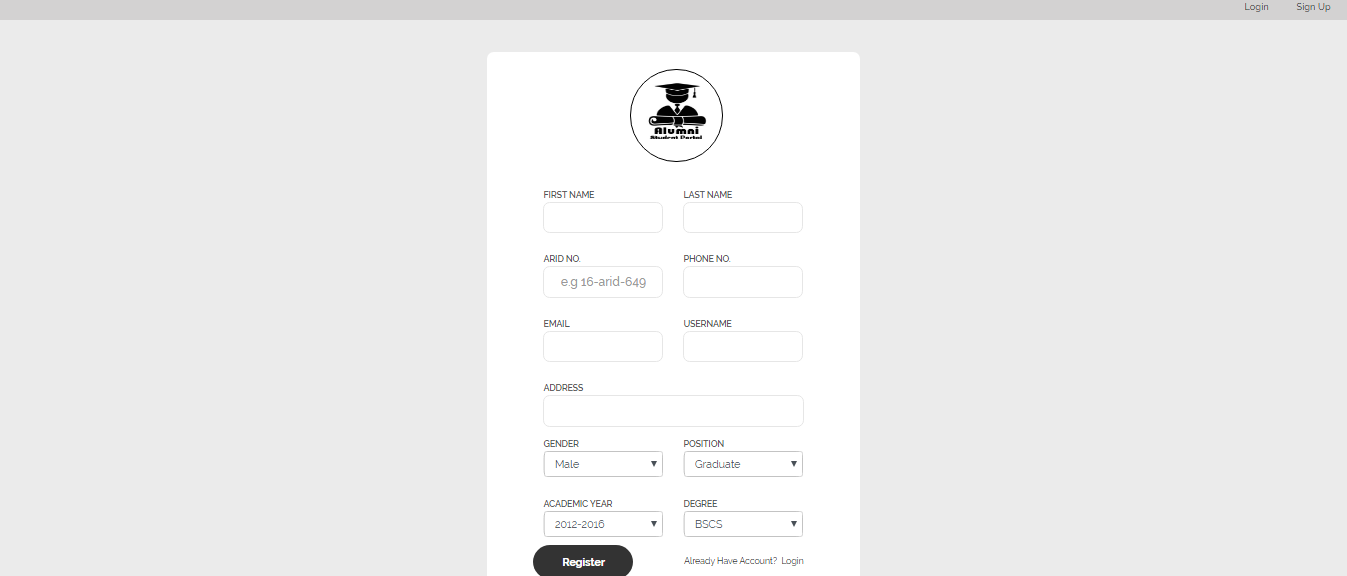 Login Sign Up
Alumni
Student Portal
FIRST NAME LAST NAME
ARID NO. PHONE NO.
e.g 16-arid-649
EMAIL USERNAME
ADDRESS
GENDER POSITION
Male Graduate
ACADEMIC YEAR DEGREE
2012-2016 BSCS
Register Already Have Account? Login